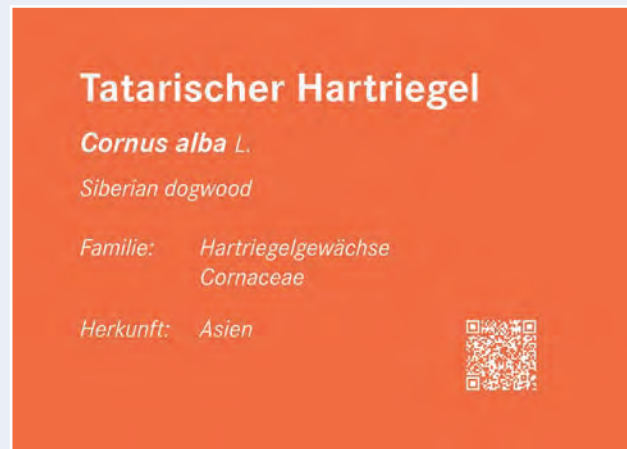 Tatarischer Hartriegel
Cornus alba L.
Siberian dogwood
Familie: Hartriegelgewächse
Cornaceae
Herkunft: Asien